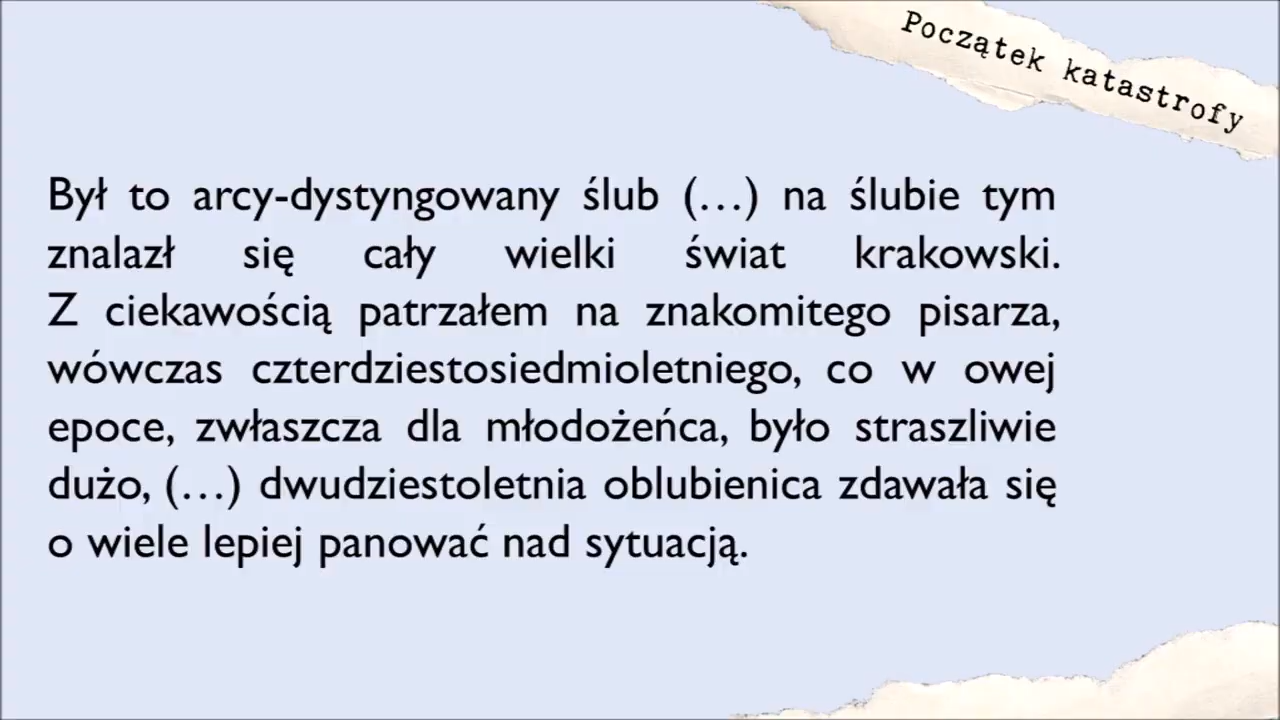 Początek katastrofy
Był to arcy-dystyngowany ślub (…) na ślubie tym
znalazł się cały wielki świat krakowski.
Z ciekawością patrzałem na znakomitego pisarza,
wówczas czterdziestosiedmioletniego, co w owej
epoce, zwłaszcza dla młodożeńca, było straszliwie
dużo, (…) dwudziestoletnia oblubienica zdawała się
o wiele lepiej panować nad sytuacją.